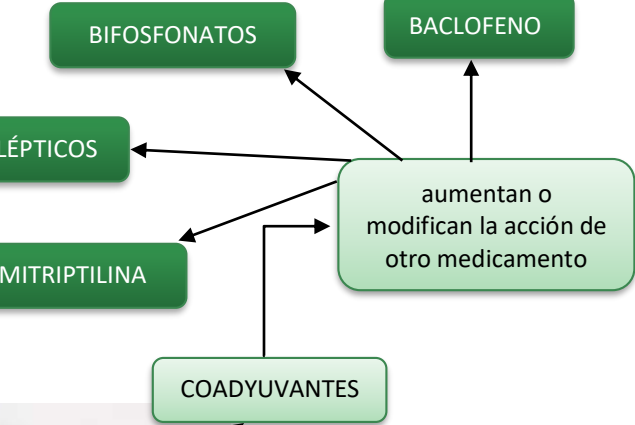 BIFOSFONATOS
BACLOFENO
LÉPTICOS
aumentan o
modifican la acción de
otro medicamento
MITRIPTILINA
COADYUVANTES